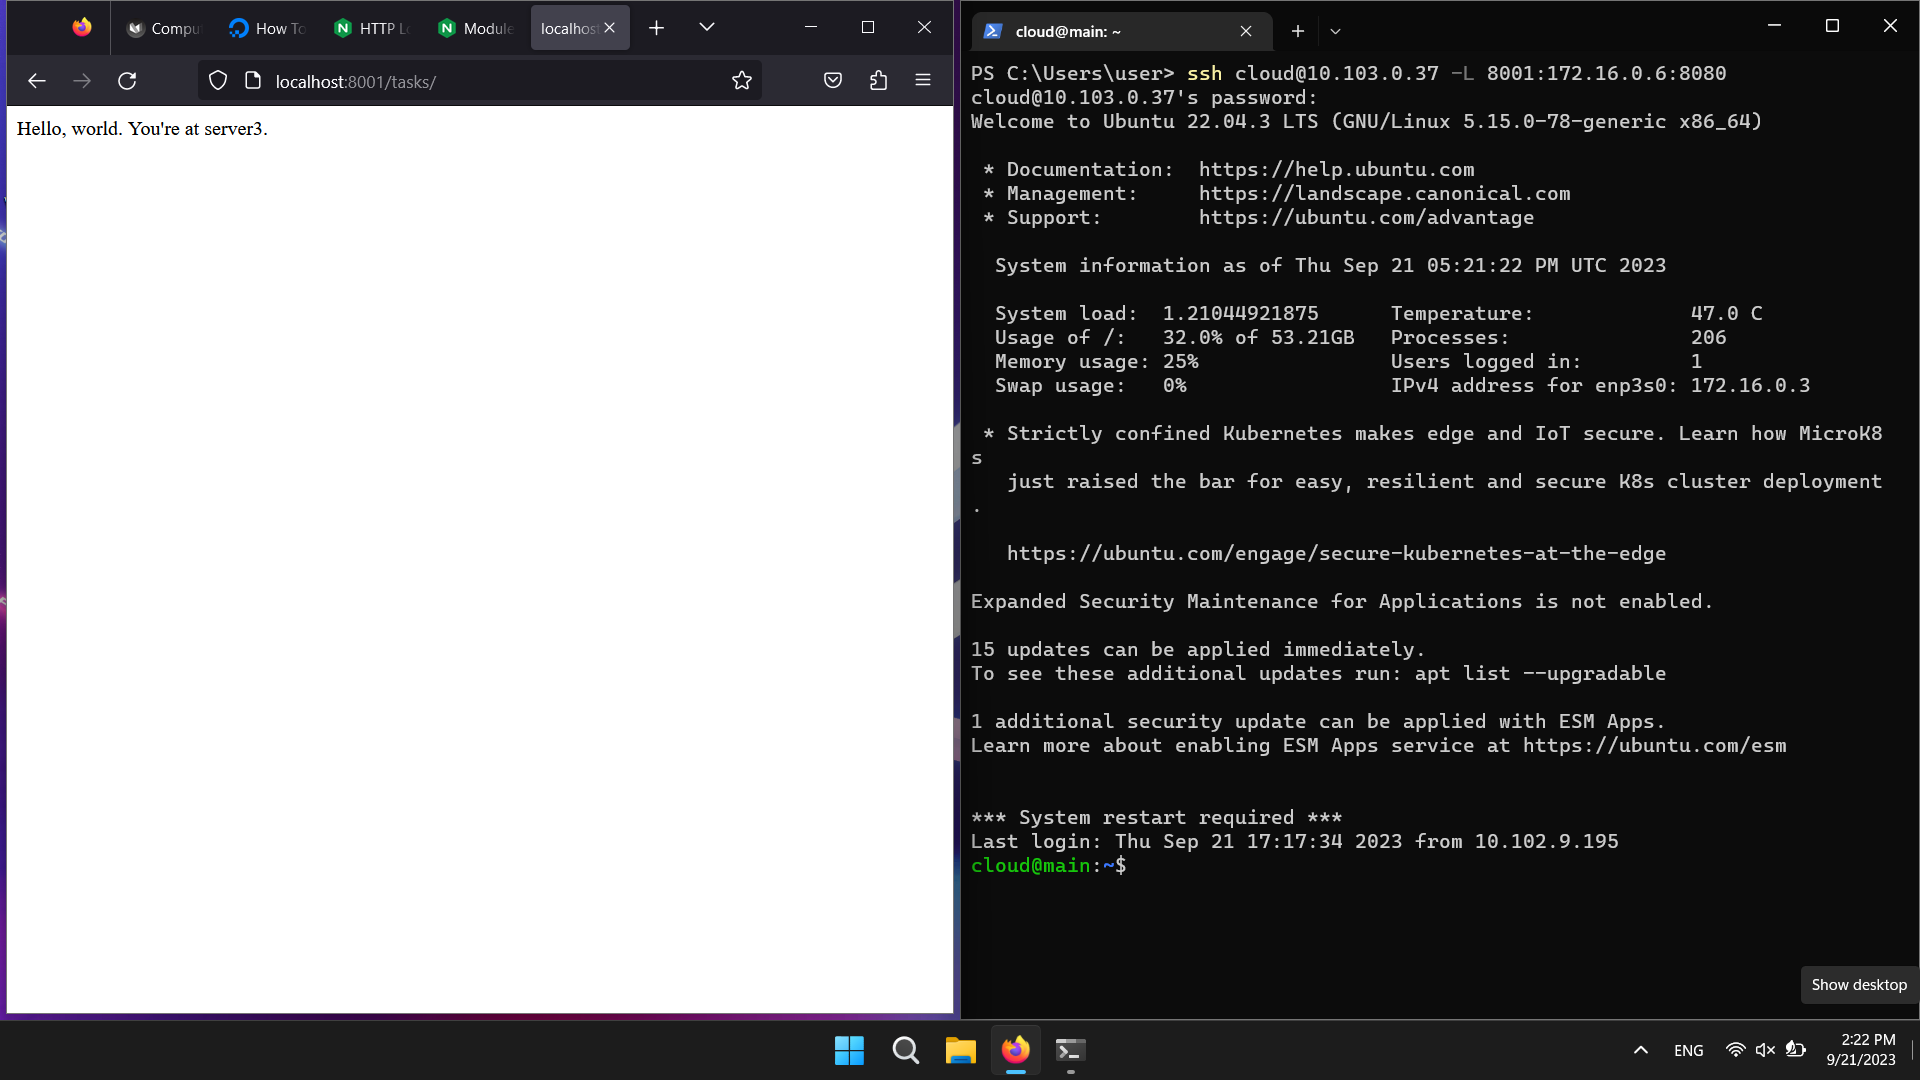 Compu
How To
HTTP Lo
Module
localhost
localhost:8001/tasks/
Hello, world. You're at server3.
cloud@main: ~
PS C:\Users\user> ssh cloud@10.103.0.37 -L 8001:172.16.0.6:8080
cloud@10.103.0.37's password:
Welcome to Ubuntu 22.04.3 LTS (GNU/Linux 5.15.0-78-generic x86_64)
* Documentation:  https://help.ubuntu.com
* Management:     https://landscape.canonical.com
* Support:        https://ubuntu.com/advantage
System information as of Thu Sep 21 05:21:22 PM UTC 2023
System load:  1.21044921875      Temperature:             47.0 C
Usage of /:   32.0% of 53.21GB   Processes:               206
Memory usage: 25%                Users logged in:         1
Swap usage:   0%                 IPv4 address for enp3s0: 172.16.0.3
* Strictly confined Kubernetes makes edge and IoT secure. Learn how MicroK8
s
just raised the bar for easy, resilient and secure K8s cluster deployment
.
https://ubuntu.com/engage/secure-kubernetes-at-the-edge
Expanded Security Maintenance for Applications is not enabled.
15 updates can be applied immediately.
To see these additional updates run: apt list --upgradable
1 additional security update can be applied with ESM Apps.
Learn more about enabling ESM Apps service at https://ubuntu.com/esm
*** System restart required ***
Last login: Thu Sep 21 17:17:34 2023 from 10.102.9.195
cloud@main:~$
Show desktop
ENG
2:22 PM
9/21/2023